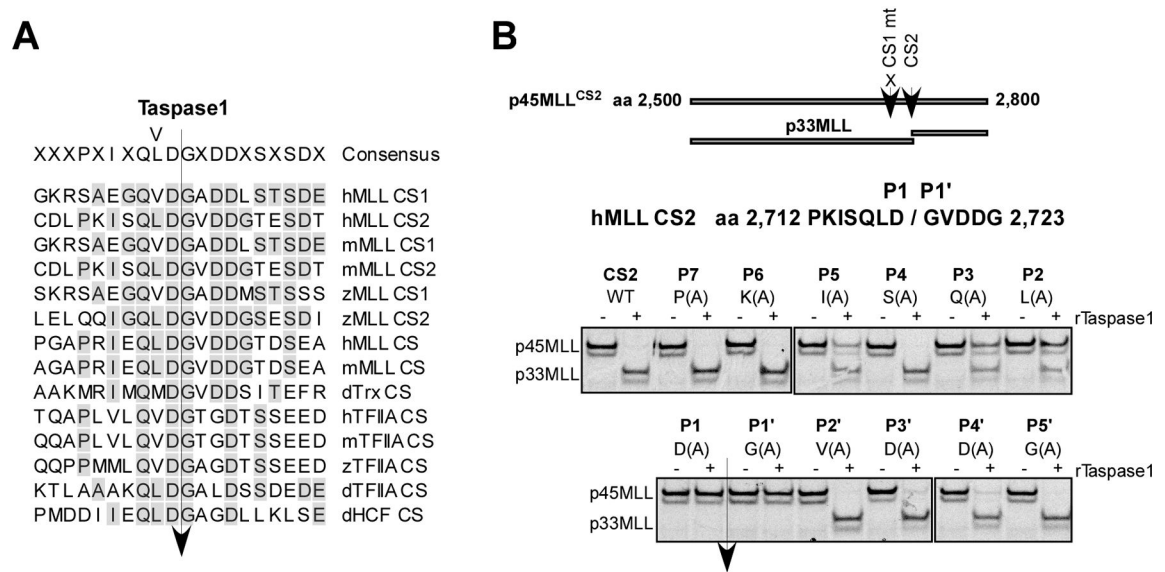 A
Taspase1
V
XXXPXIXQLDGXDDXSXSDX Consensus
GKRSAEGQVDGADDLSTSDE hMLL CS1
CDLPKISQLDGVDDGTESDT hMLL CS2
GKRSAEGQVDGADDLSTSDE mMLL CS1
CDLPKISQLDGVDDGTESDT mMLL CS2
SKRSAEGQVDGADDMSTSSS zMLL CS1
LELQQIGQLDGVDDGSESDI zMLL CS2
PGAPRIEQLDGVDDGTDSEA hMLL CS
AGAPRIEQLDGVDDGTDSEA mMLL CS
AAKMRIMQMDGVDDSITEFR dTrx CS
TQAPLVLQVDGTGDTSSEED hTFIIA CS
QQAPLVLQVDGTGDTSSEED mTFIIA CS
QQPPMMLQVDGAGDTSSEED zTFIIA CS
KTLAAAKQLDGALDSSDEDE dTFIIA CS
PMDDIIEQLDGAGDLLKLSE dHCF CS
B
X CS1 mt
CS2
p45MLL^CS2 aa 2,500 2,800
p33MLL
P1 P1'
hMLL CS2 aa 2,712 PKISQLD / GVDDG 2,723
CS2 P7 P6 P5 P4 P3 P2
WT P(A) K(A) I(A) S(A) Q(A) L(A)
- + - + - + - + - + - + - + rTaspase1
p45MLL
p33MLL
P1 P1' P2' P3' P4' P5'
D(A) G(A) V(A) D(A) D(A) G(A)
- + - + - + - + - + - + rTaspase1
p45MLL
p33MLL